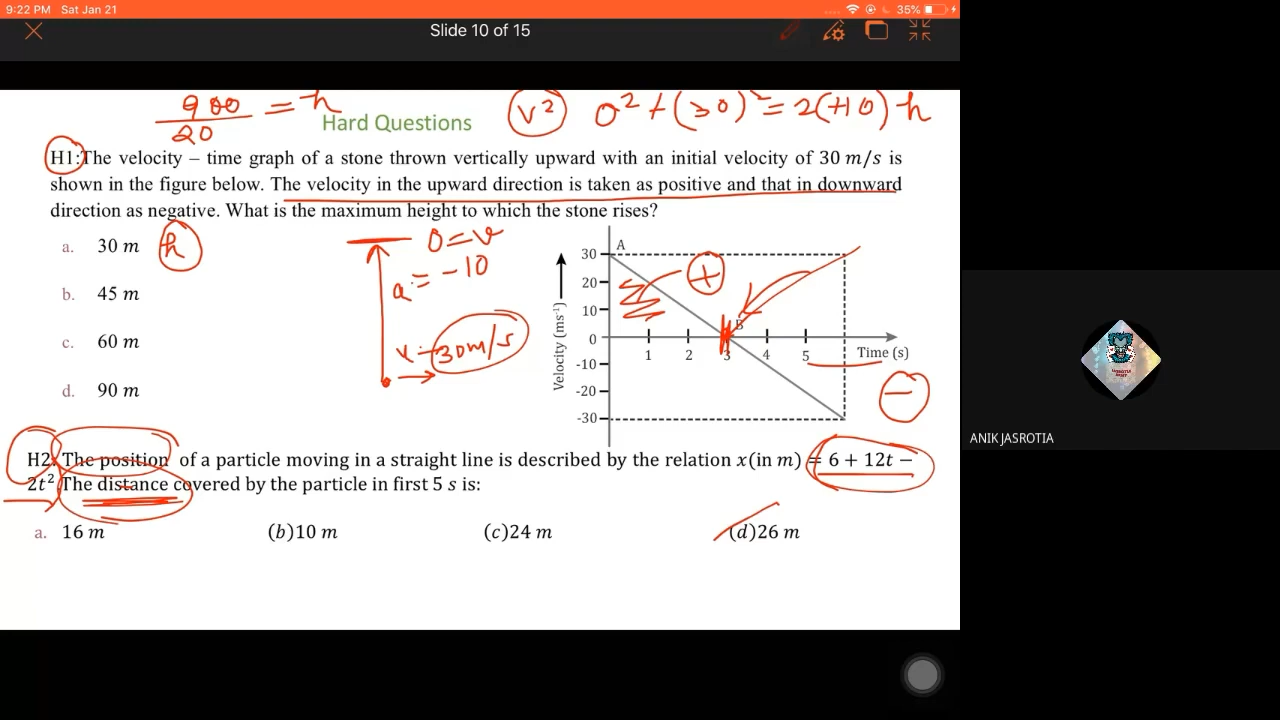 9:22 PM Sat Jan 21
35%
Slide 10 of 15
900/20 = h
v² 0² + (30)² = 2(+10)h
Hard Questions
H1:The velocity – time graph of a stone thrown vertically upward with an initial velocity of 30 m/s is
shown in the figure below. The velocity in the upward direction is taken as positive and that in downward
direction as negative. What is the maximum height to which the stone rises?
a. 30 m
h
b. 45 m
c. 60 m
d. 90 m
0=v
a = -10
30m/s
A
30
20
10
0
-10
-20
-30
Velocity (ms⁻¹)
B
1 2 3 4 5
Time (s)
+
−
H2: The position of a particle moving in a straight line is described by the relation x(in m) = 6 + 12t −
2t² The distance covered by the particle in first 5 s is:
a. 16 m (b)10 m (c)24 m (d)26 m
ANIK JASROTIA